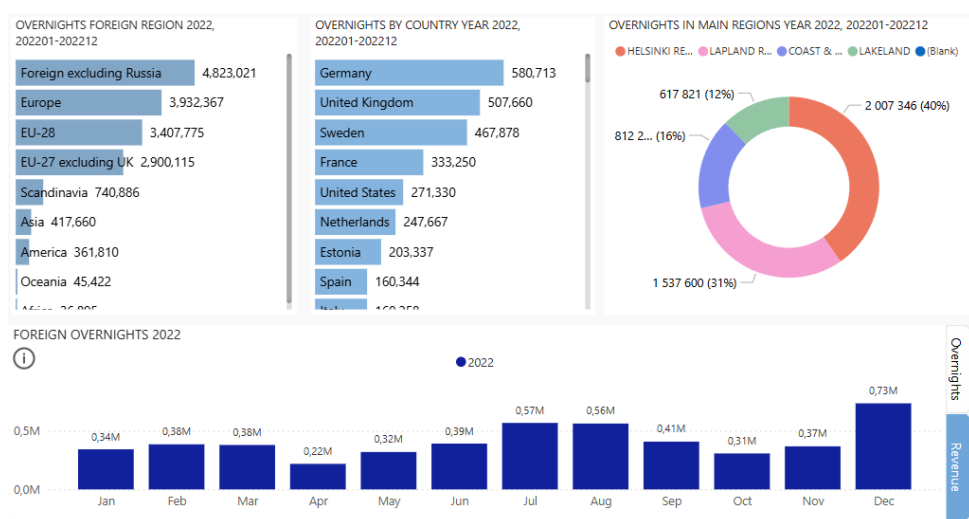 OVERNIGHTS FOREIGN REGION 2022,
202201-202212
Foreign excluding Russia 4,823,021
Europe 3,932,367
EU-28 3,407,775
EU-27 excluding UK 2,900,115
Scandinavia 740,886
Asia 417,660
America 361,810
Oceania 45,422
OVERNIGHTS BY COUNTRY YEAR 2022,
202201-202212
Germany 580,713
United Kingdom 507,660
Sweden 467,878
France 333,250
United States 271,330
Netherlands 247,667
Estonia 203,337
Spain 160,344
OVERNIGHTS IN MAIN REGIONS YEAR 2022, 202201-202212
HELSINKI RE... LAPLAND R... COAST & ... LAKELAND (Blank)
617 821 (12%)
2 007 346 (40%)
812 2... (16%)
1 537 600 (31%)
FOREIGN OVERNIGHTS 2022
i
2022
0,5M
0,0M
0,34M 0,38M 0,38M 0,22M 0,32M 0,39M 0,57M 0,56M 0,41M 0,31M 0,37M 0,73M
Jan Feb Mar Apr May Jun Jul Aug Sep Oct Nov Dec
Overnights
Revenue